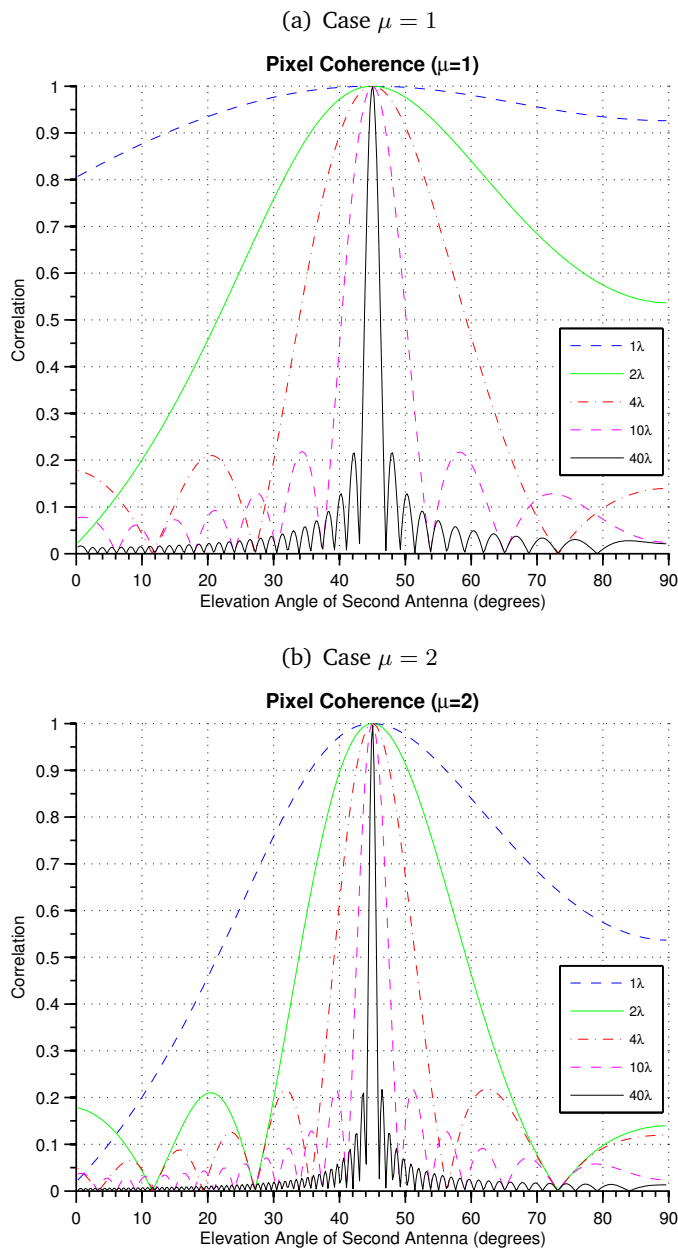 (a) Case μ = 1
Pixel Coherence (μ=1)
1
0.9
0.8
0.7
0.6
0.5
0.4
0.3
0.2
0.1
0
Correlation
1λ
2λ
4λ
10λ
40λ
0 10 20 30 40 50 60 70 80 90
Elevation Angle of Second Antenna (degrees)
(b) Case μ = 2
Pixel Coherence (μ=2)
1
0.9
0.8
0.7
0.6
0.5
0.4
0.3
0.2
0.1
0
Correlation
1λ
2λ
4λ
10λ
40λ
0 10 20 30 40 50 60 70 80 90
Elevation Angle of Second Antenna (degrees)